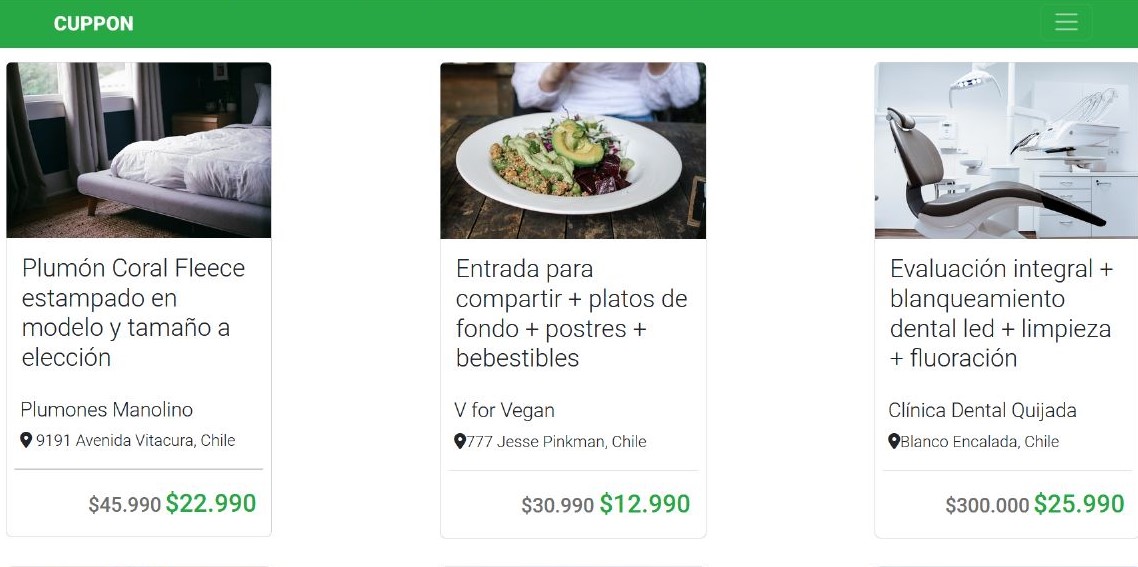 CUPPON
Plumón Coral Fleece
estampado en
modelo y tamaño a
elección
Plumones Manolino
9191 Avenida Vitacura, Chile
$45.990 $22.990
Entrada para
compartir + platos de
fondo + postres +
bebestibles
V for Vegan
777 Jesse Pinkman, Chile
$30.990 $12.990
Evaluación integral +
blanqueamiento
dental led + limpieza
+ fluoración
Clínica Dental Quijada
Blanco Encalada, Chile
$300.000 $25.990